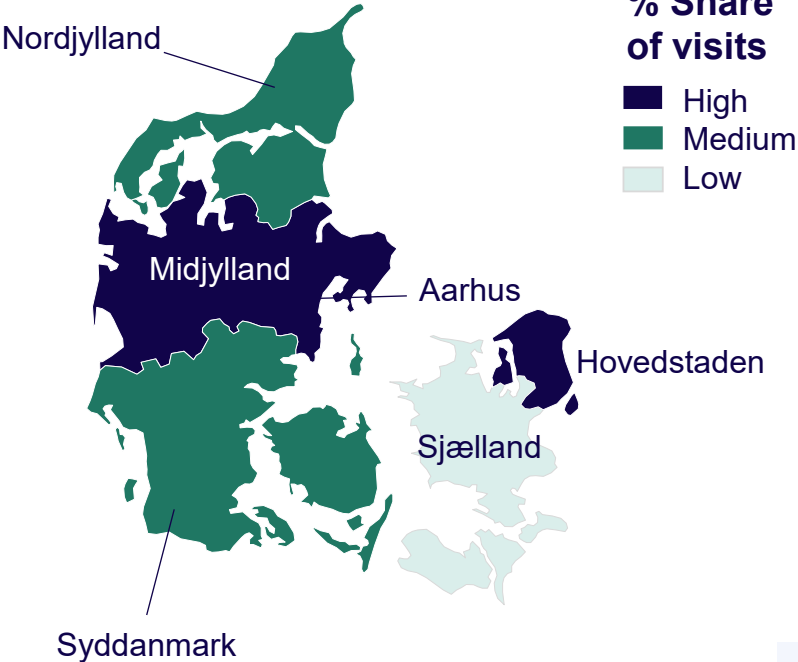 % Share
of visits
High
Medium
Low
Nordjylland
Midjylland
Aarhus
Hovedstaden
Sjælland
Syddanmark